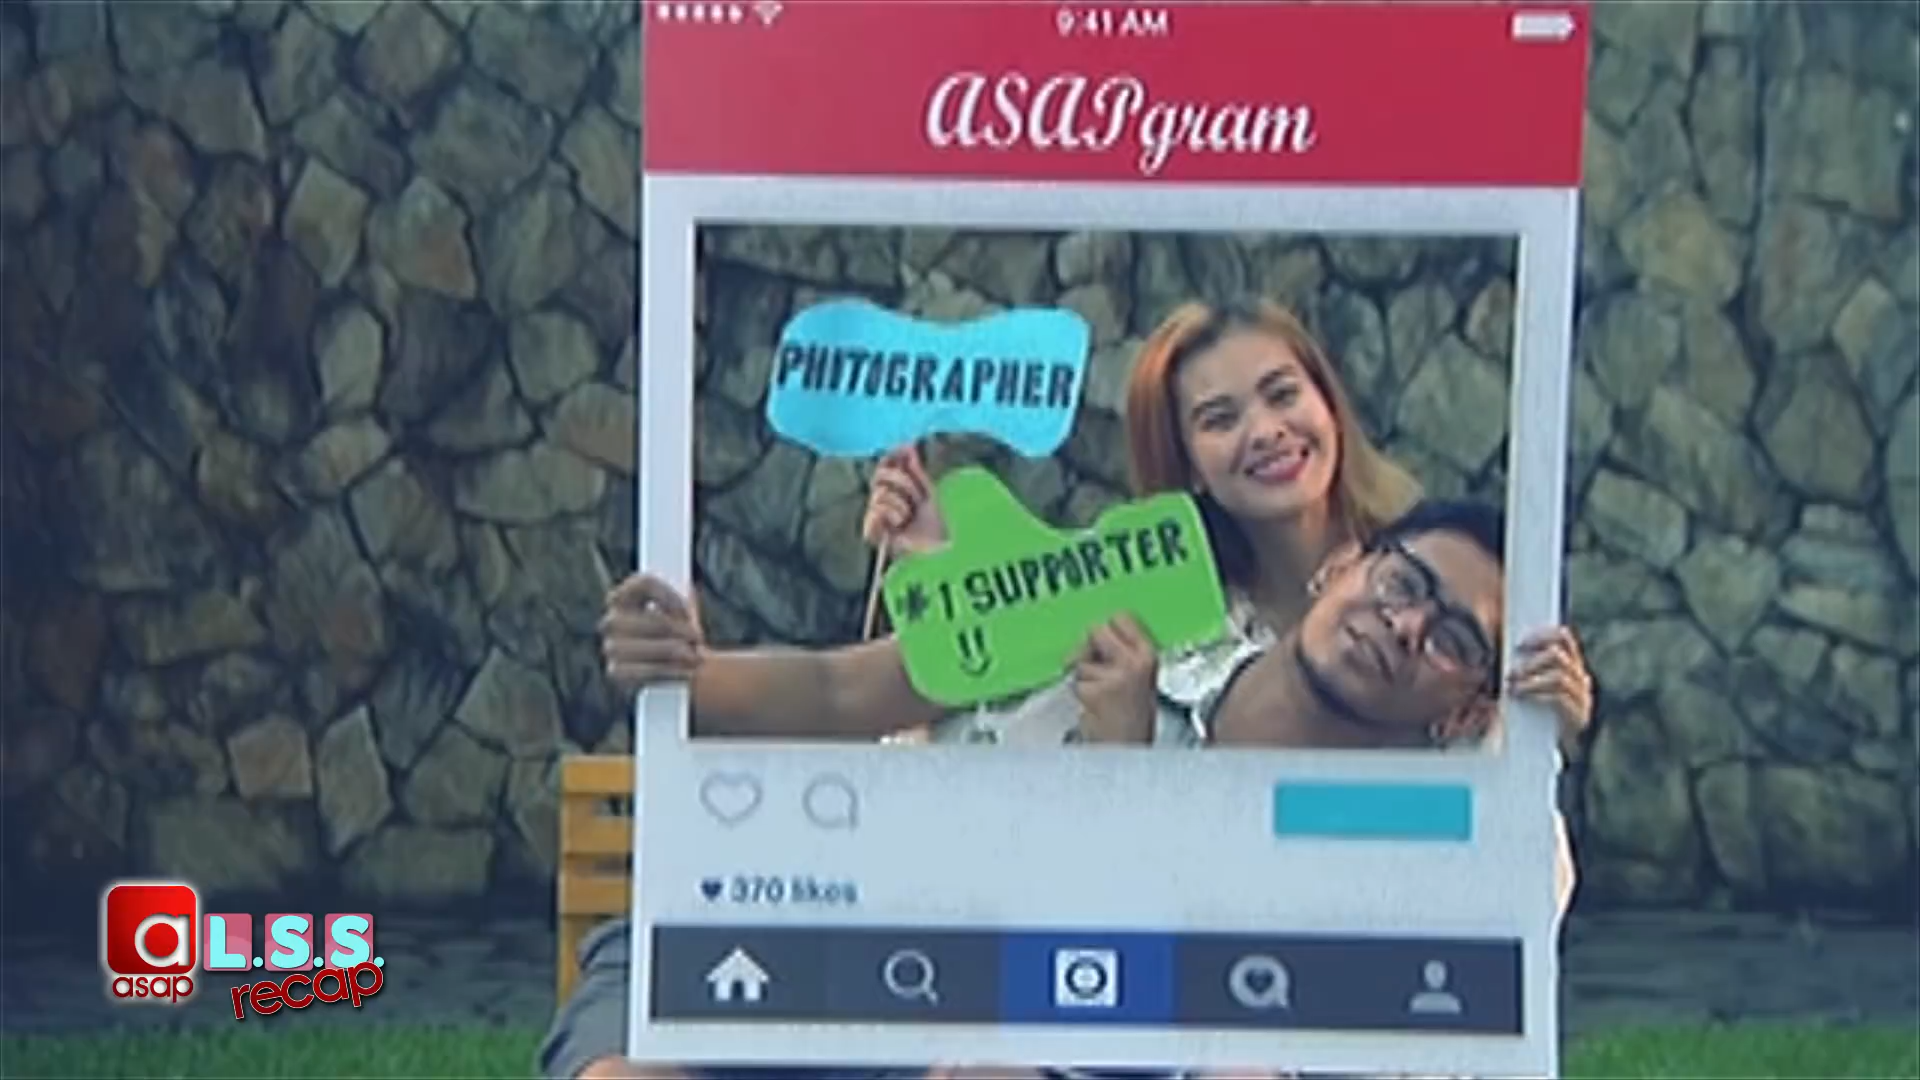 9:41 AM
ASAPgram
PHITOGRAPHER
#1 SUPPORTER
370 likes
a L.S.S.
asap recap